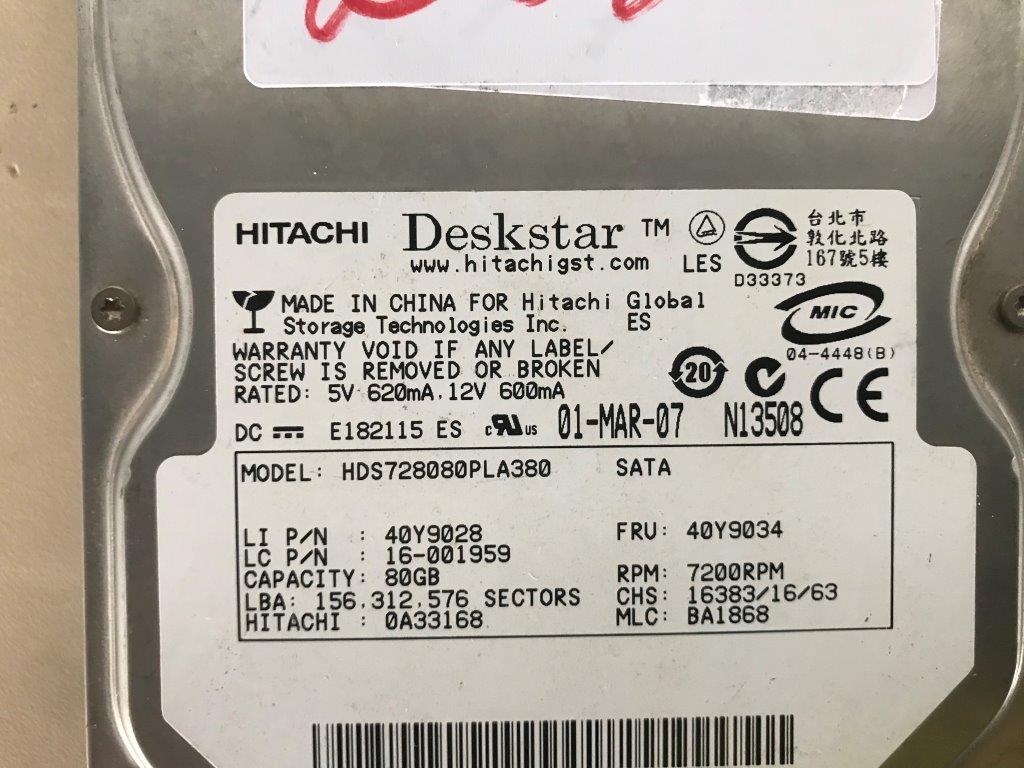 HITACHI Deskstar ™
www.hitachigst.com LES
D33373
台北市
敦化北路
167號5樓
MADE IN CHINA FOR Hitachi Global
Storage Technologies Inc. ES
MIC
04-4448(B)
WARRANTY VOID IF ANY LABEL/
SCREW IS REMOVED OR BROKEN
RATED: 5V 620mA, 12V 600mA
20
CE
DC E182115 ES c US 01-MAR-07 N13508
MODEL: HDS728080PLA380 SATA
LI P/N : 40Y9028 FRU: 40Y9034
LC P/N : 16-001959
CAPACITY: 80GB RPM: 7200RPM
LBA: 156,312,576 SECTORS CHS: 16383/16/63
HITACHI : 0A33168 MLC: BA1868